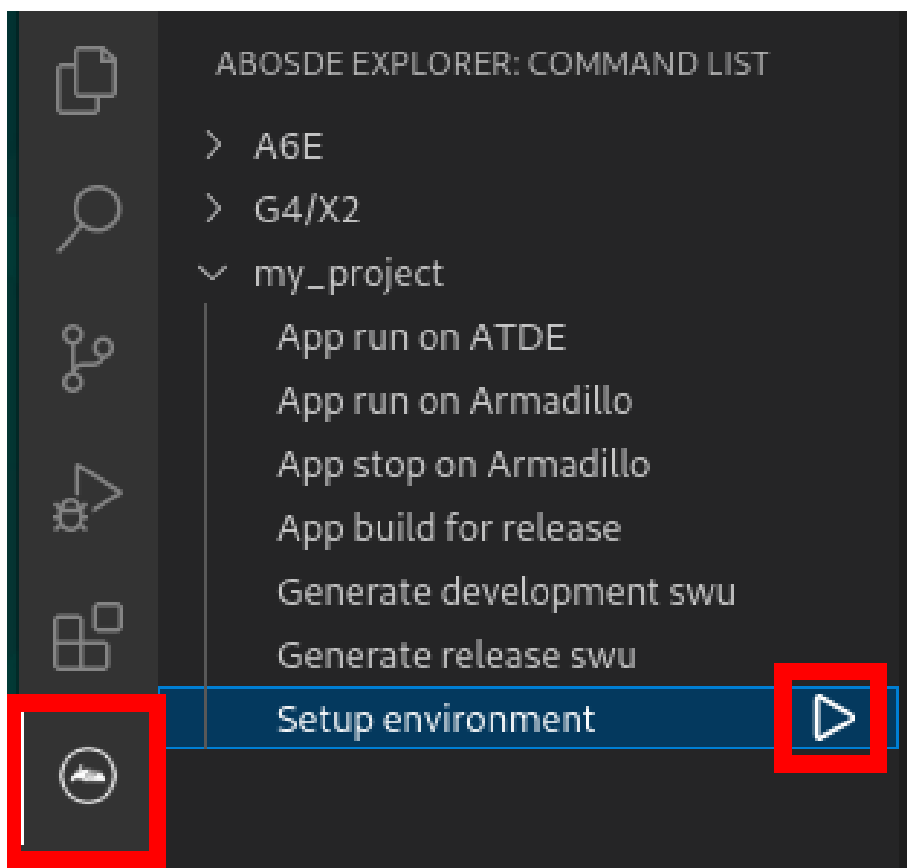 ABOSDE EXPLORER: COMMAND LIST
A6E
G4/X2
my_project
App run on ATDE
App run on Armadillo
App stop on Armadillo
App build for release
Generate development swu
Generate release swu
Setup environment